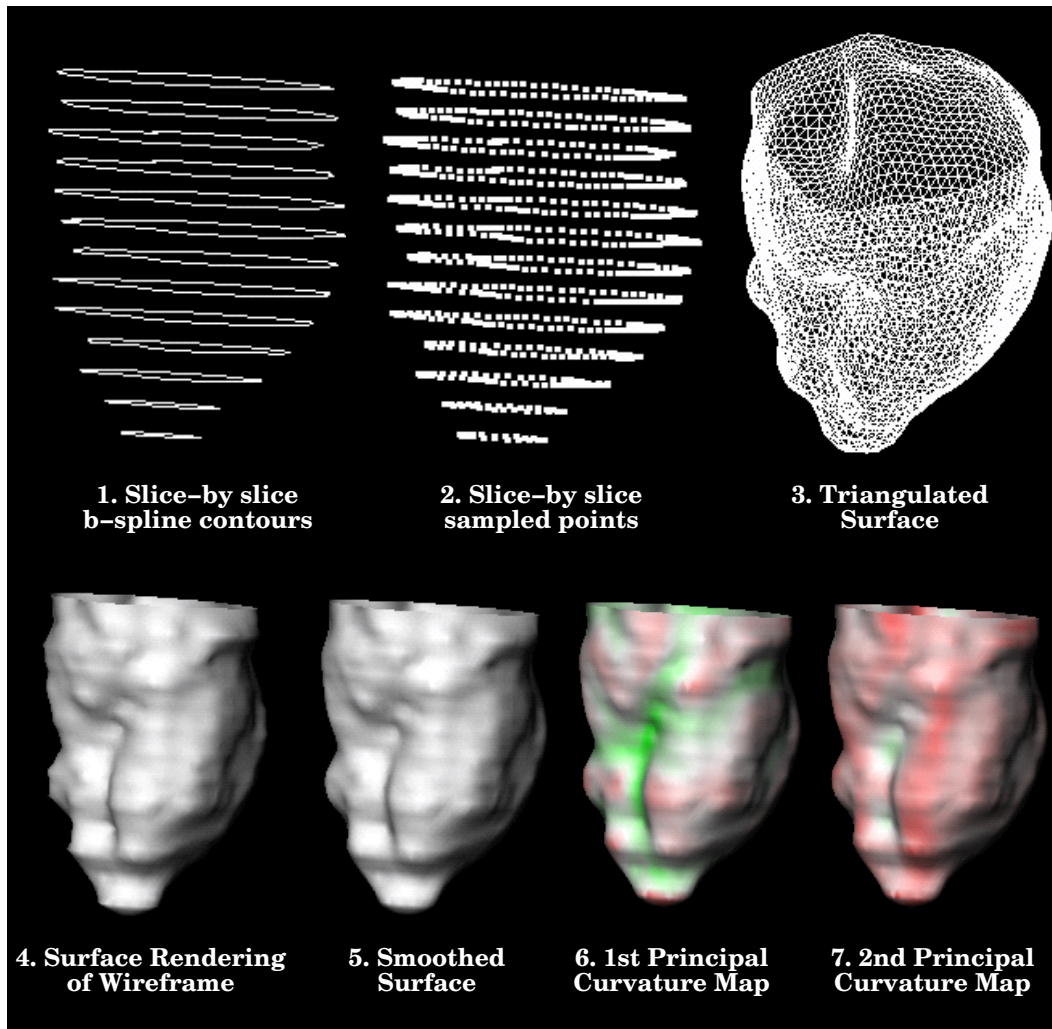 1. Slice–by slice
b–spline contours
2. Slice–by slice
sampled points
3. Triangulated
Surface
4. Surface Rendering
of Wireframe
5. Smoothed
Surface
6. 1st Principal
Curvature Map
7. 2nd Principal
Curvature Map